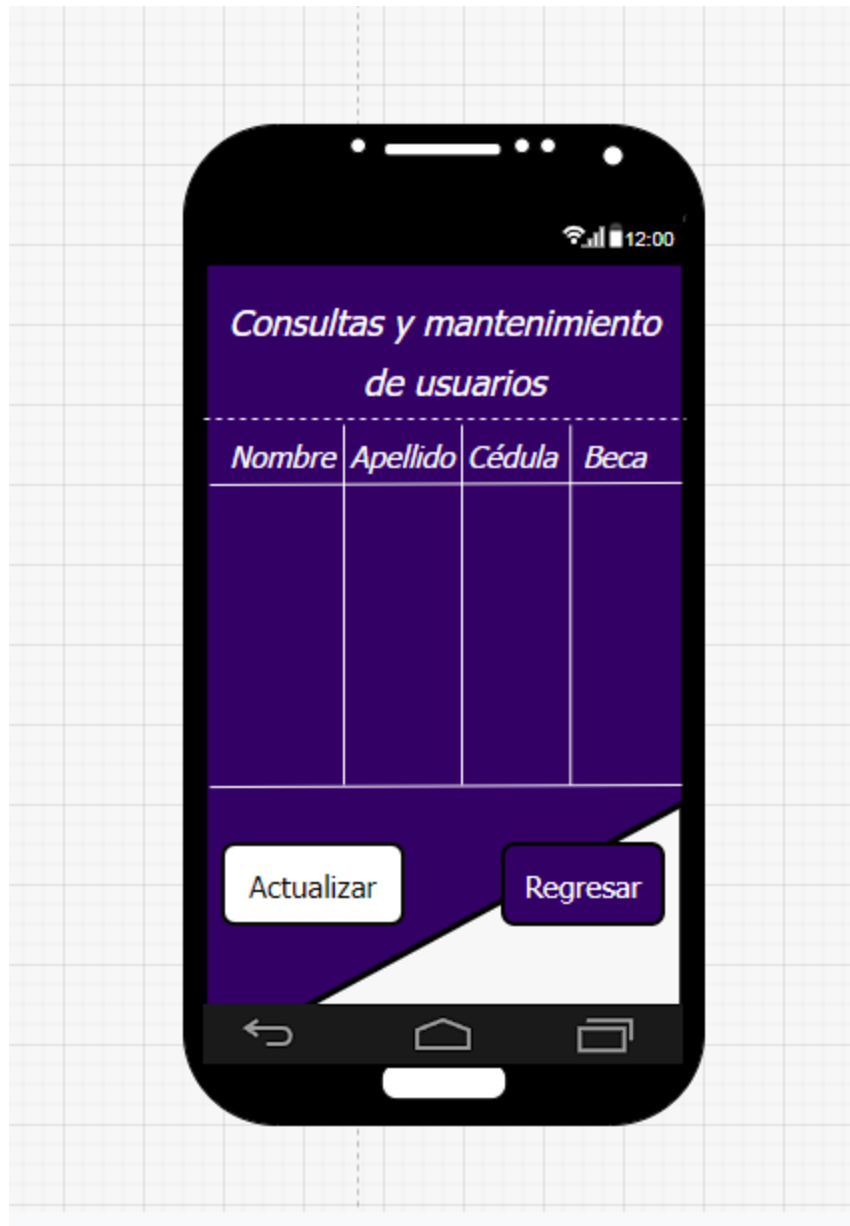 12:00
Consultas y mantenimiento
de usuarios
Nombre Apellido Cédula Beca
Actualizar Regresar